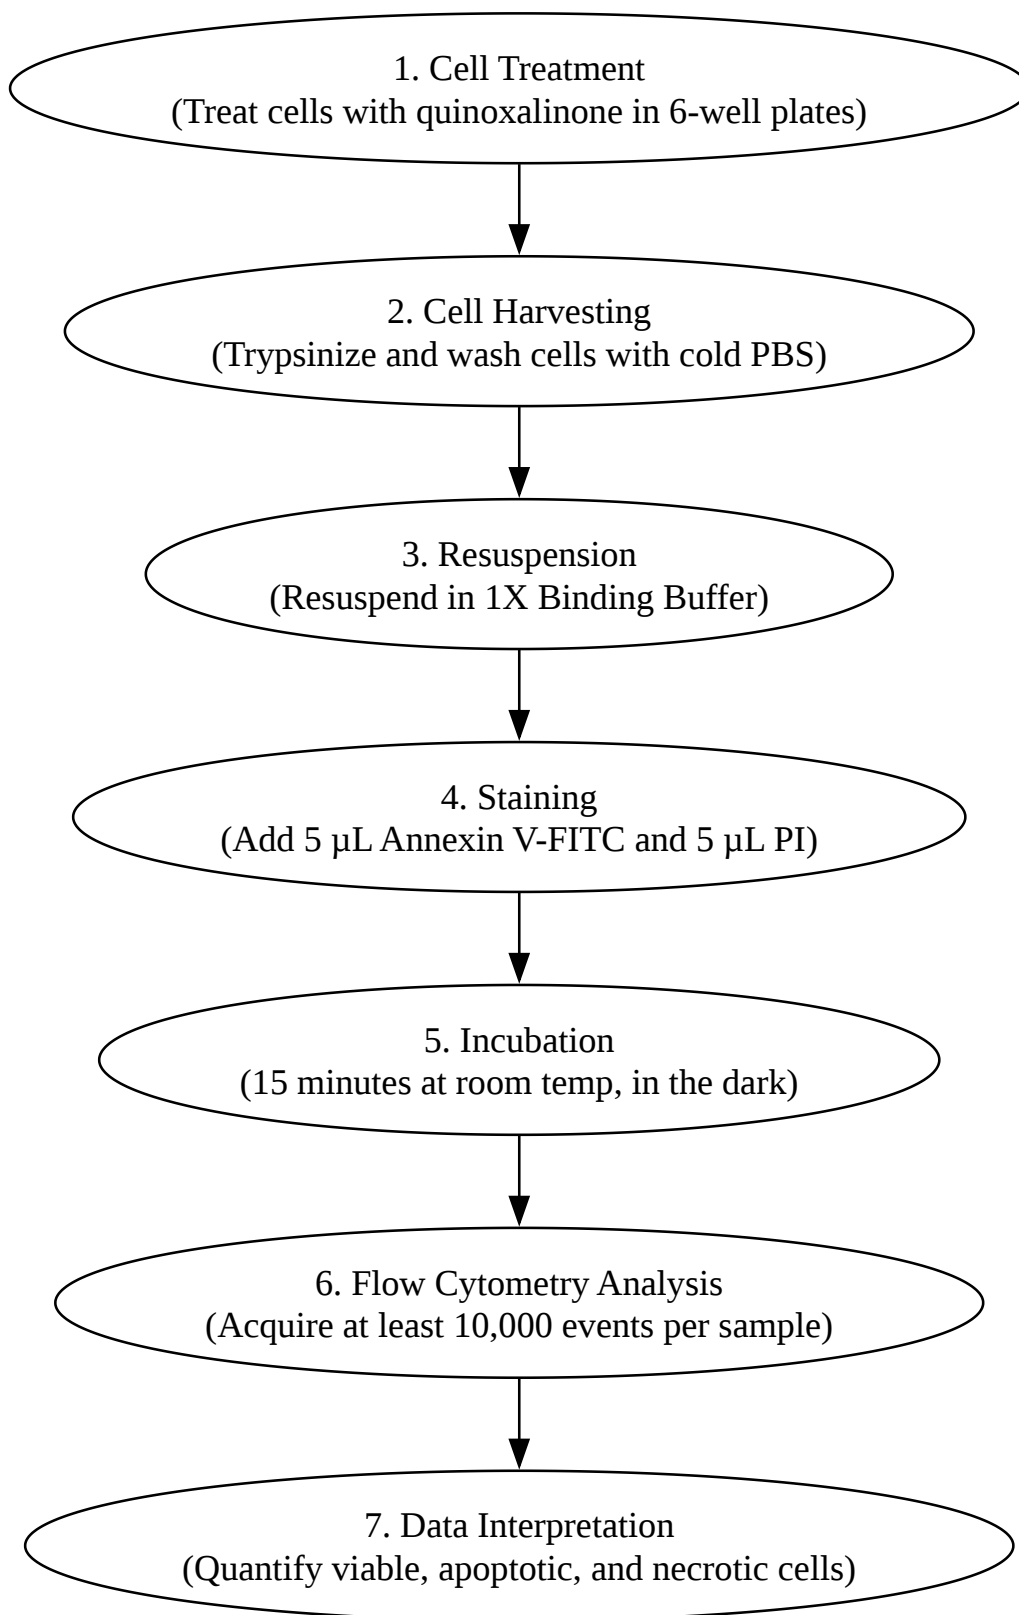 1. Cell Treatment
(Treat cells with quinoxalinone in 6-well plates)
2. Cell Harvesting
(Trypsinize and wash cells with cold PBS)
3. Resuspension
(Resuspend in 1X Binding Buffer)
4. Staining
(Add 5 µL Annexin V-FITC and 5 µL PI)
5. Incubation
(15 minutes at room temp, in the dark)
6. Flow Cytometry Analysis
(Acquire at least 10,000 events per sample)
7. Data Interpretation
(Quantify viable, apoptotic, and necrotic cells)